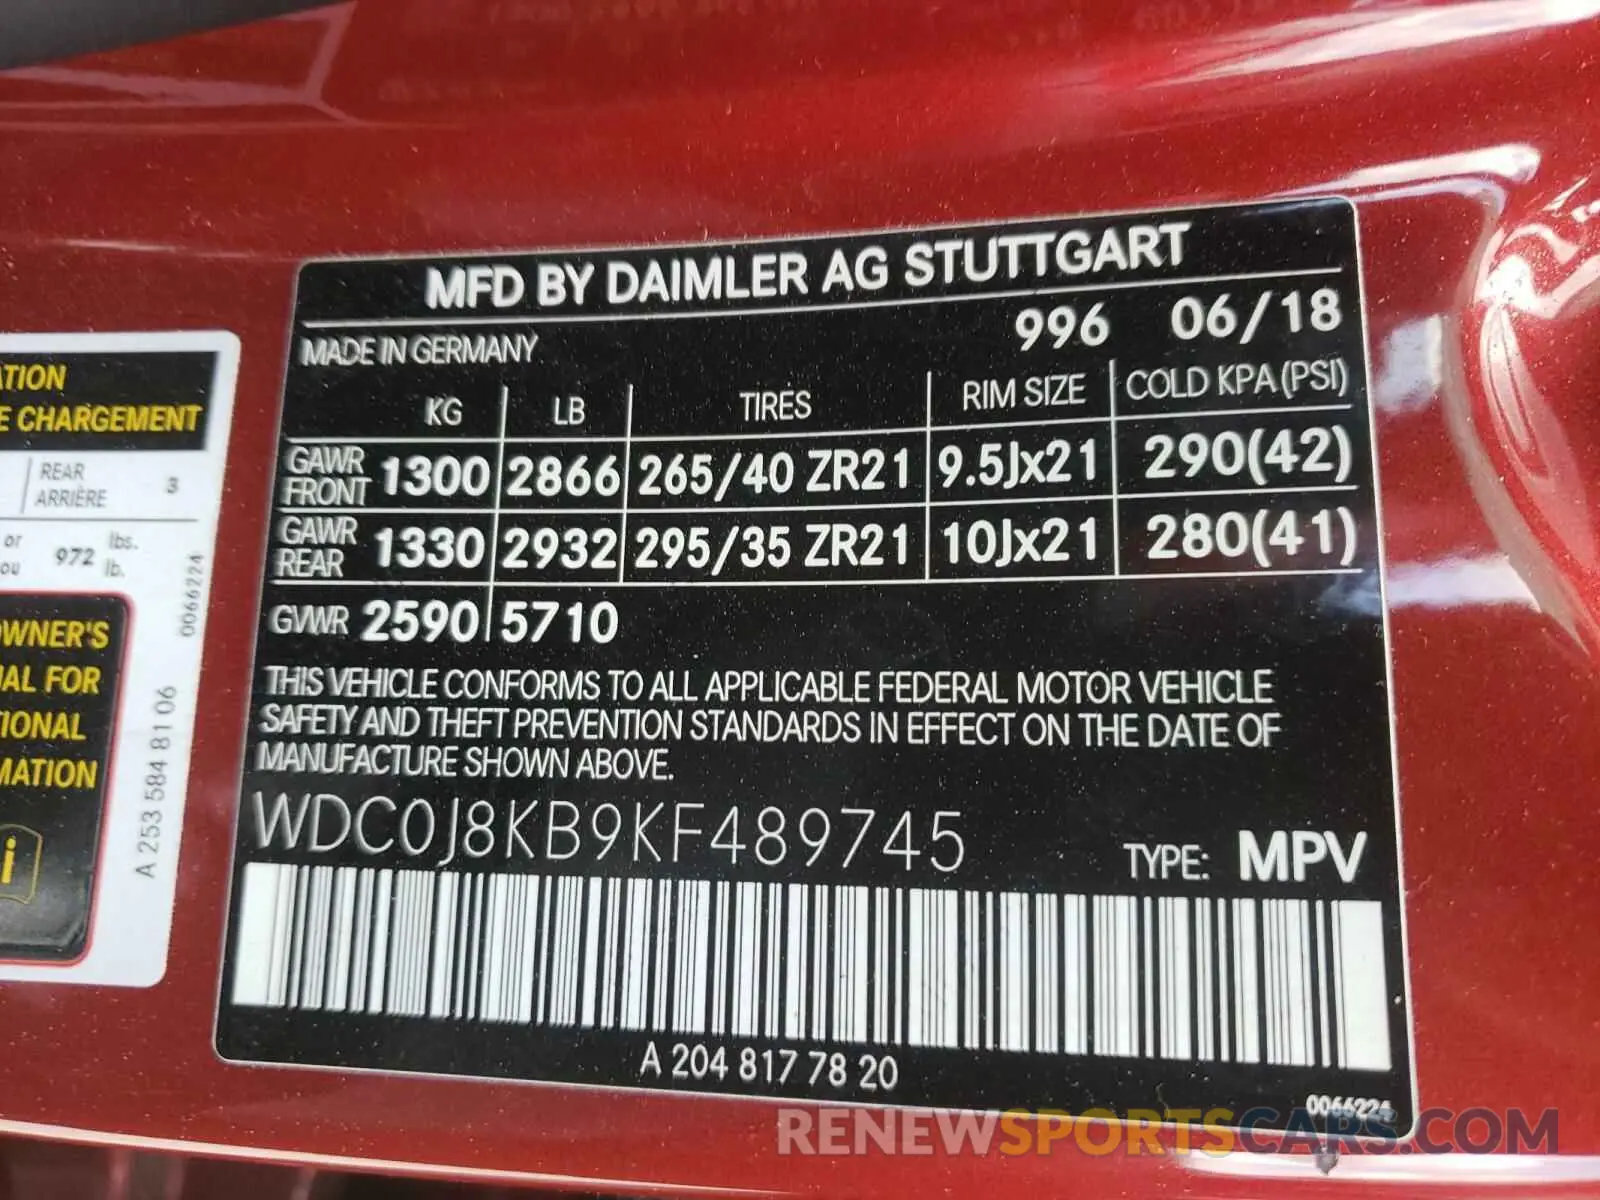 MFD BY DAIMLER AG STUTTGART
MADE IN GERMANY 996 06/18
KG LB TIRES RIM SIZE COLD KPA (PSI)
GAWR FRONT 1300 2866 265/40 ZR21 9.5Jx21 290(42)
GAWR REAR 1330 2932 295/35 ZR21 10Jx21 280(41)
GVWR 2590 5710
THIS VEHICLE CONFORMS TO ALL APPLICABLE FEDERAL MOTOR VEHICLE
SAFETY AND THEFT PREVENTION STANDARDS IN EFFECT ON THE DATE OF
MANUFACTURE SHOWN ABOVE.
WDC0J8KB9KF489745
TYPE: MPV
A 204 817 78 20
0066224
CHARGEMENT
REAR
ARRIÈRE 3
or 972 lbs.
lb.
0066224
OWNER'S
FOR
A 253 584 81 06
i
RENEWSPORTSCARS.COM